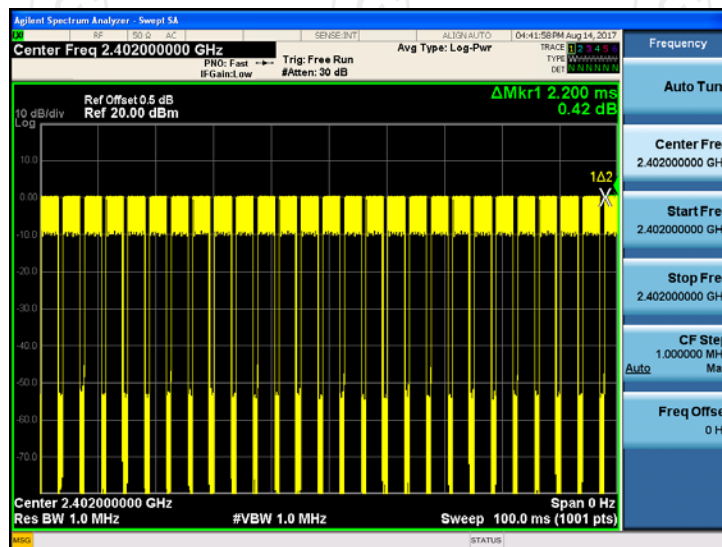 Agilent Spectrum Analyzer - Swept SA
RF 50 Ω AC SENSE:INT ALIGN AUTO 04:41:58 PM Aug 14, 2017
Center Freq 2.402000000 GHz
PNO: Fast
IFGain:Low
Trig: Free Run
#Atten: 30 dB
Avg Type: Log-Pwr
TRACE 1 2 3 4 5 6
TYPE W
DET N N N N N N
Ref Offset 0.5 dB
Ref 20.00 dBm
10 dB/div
Log
ΔMkr1 2.200 ms
0.42 dB
10.0
0.00
-10.0
-20.0
-30.0
-40.0
-50.0
-60.0
-70.0
1Δ2
X
Center 2.402000000 GHz
Span 0 Hz
Res BW 1.0 MHz
#VBW 1.0 MHz
Sweep 100.0 ms (1001 pts)
MSG
STATUS
Frequency
Auto Tun
Center Fre
2.402000000 GH
Start Fre
2.402000000 GH
Stop Fre
2.402000000 GH
CF Ste
1.000000 MH
Auto Ma
Freq Offse
0 H